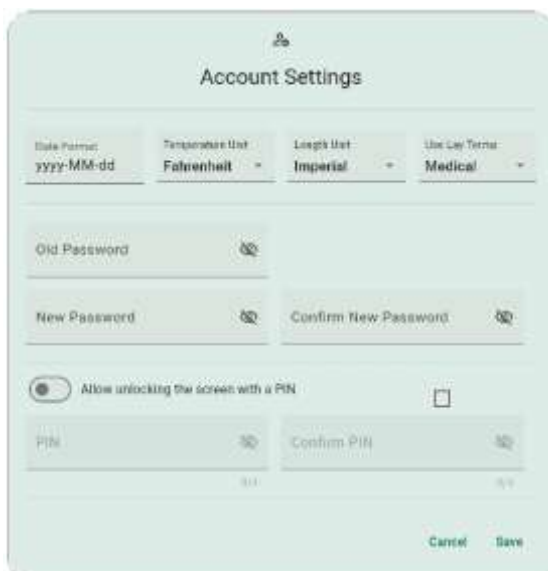 Account Settings
Date Format Temperature Unit Length Unit Use Lay Terms
yyyy-MM-dd Fahrenheit Imperial Medical
Old Password
New Password Confirm New Password
Allow unlocking the screen with a PIN
PIN Confirm PIN
Cancel Save